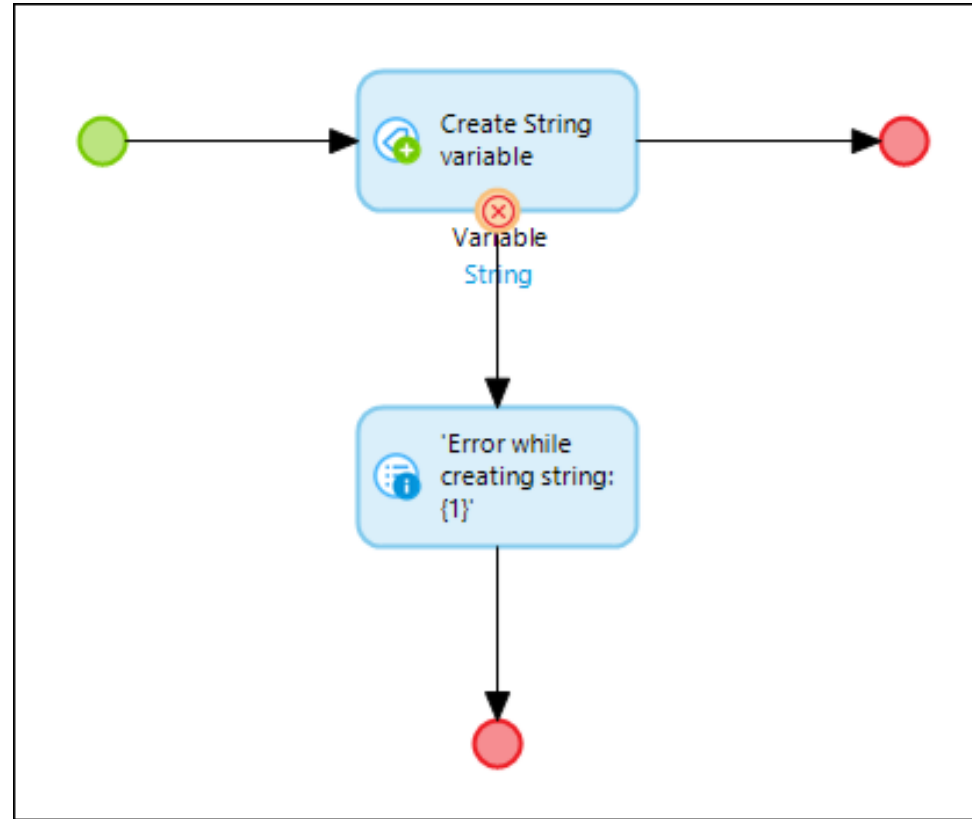 Create String
variable
Variable
String
'Error while
creating string:
{1}'